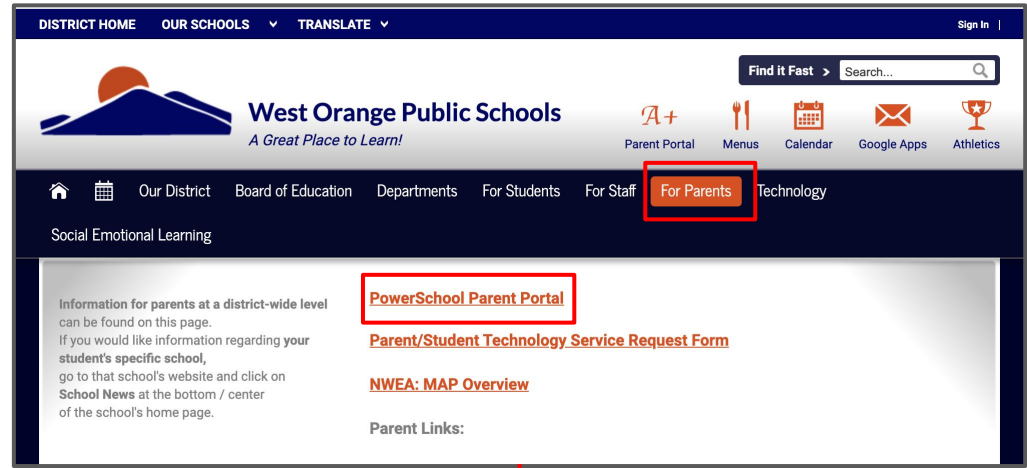 DISTRICT HOME OUR SCHOOLS TRANSLATE Sign In |
Find it Fast > Search...
West Orange Public Schools
A Great Place to Learn!
A+
Parent Portal Menus Calendar Google Apps Athletics
Our District Board of Education Departments For Students For Staff For Parents Technology
Social Emotional Learning
Information for parents at a district-wide level
can be found on this page.
If you would like information regarding your
student's specific school,
go to that school's website and click on
School News at the bottom / center
of the school's home page.
PowerSchool Parent Portal
Parent/Student Technology Service Request Form
NWEA: MAP Overview
Parent Links: